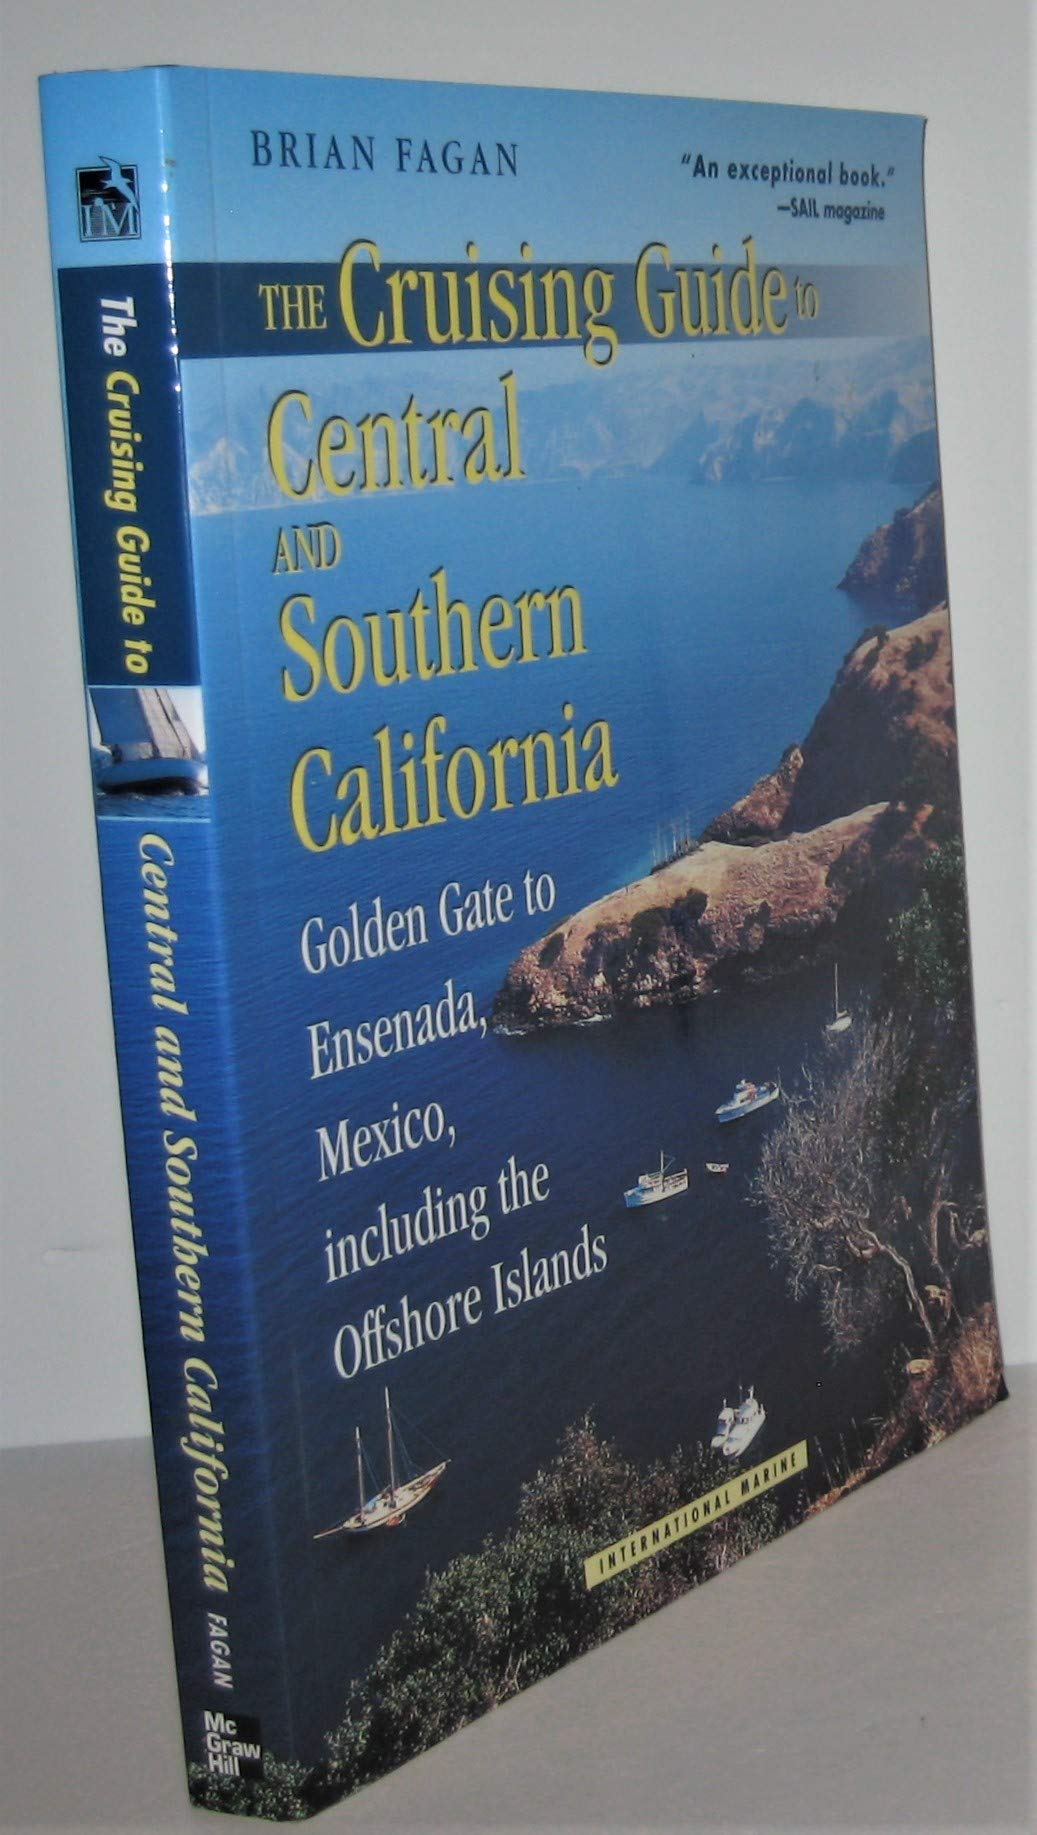 BRIAN FAGAN
"An exceptional book."
—SAIL magazine
THE Cruising Guide to
Central
AND
Southern
California
Golden Gate to
Ensenada,
Mexico,
including the
Offshore Islands
INTERNATIONAL MARINE
IM
The Cruising Guide to
Central and Southern California
FAGAN
Mc
Graw
Hill